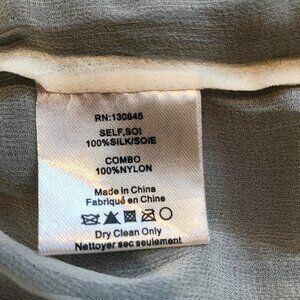 RN:130845
SELF,SOI
100%SILK/SOIE
COMBO
100%NYLON
Made in China
Fabriqué en Chine
Dry Clean Only
Nettoyer sec seulement